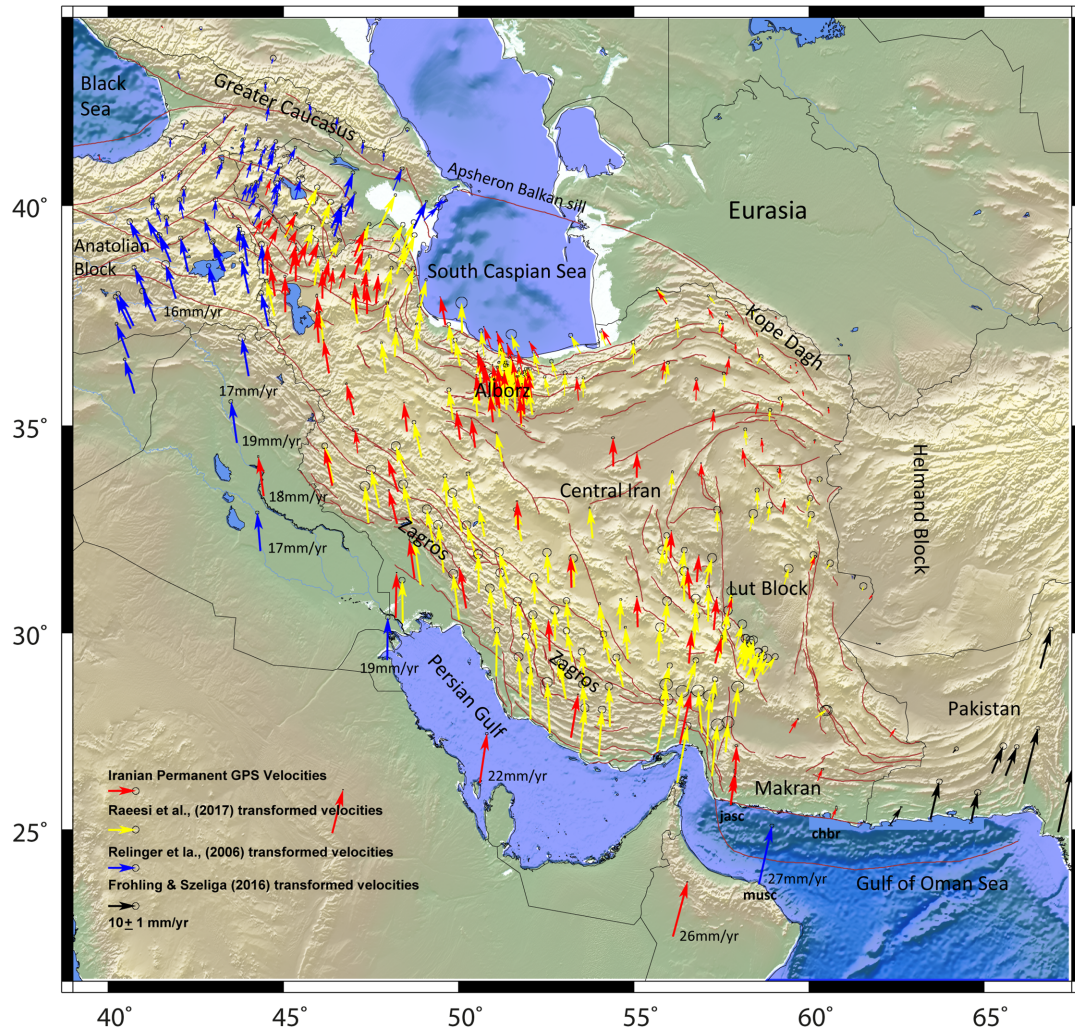 Black
Sea
Greater Caucasus
Apsheron Balkan sill
Eurasia
40°
Anatolian
Block
South Caspian Sea
16mm/yr
Kope Dagh
17mm/yr
Alborz
35°
19mm/yr
18mm/yr
Central Iran
Helmand Block
Zagros
17mm/yr
Lut Block
30°
19mm/yr
Persian Gulf
Zagros
Pakistan
Iranian Permanent GPS Velocities
22mm/yr
Makran
Raeesi et al., (2017) transformed velocities
25°
jasc
chbr
Relinger et la., (2006) transformed velocities
27mm/yr
Gulf of Oman Sea
Frohling & Szeliga (2016) transformed velocities
musc
10± 1 mm/yr
26mm/yr
40°
45°
50°
55°
60°
65°